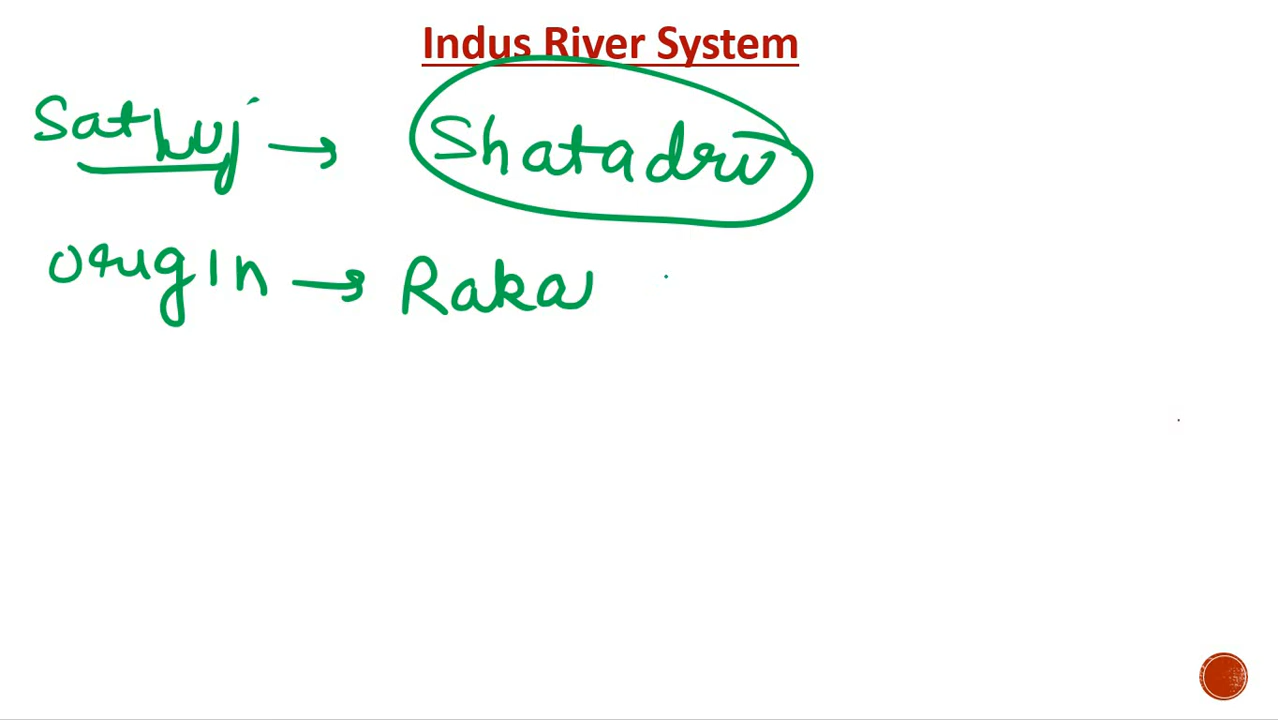 Indus River System
Satluj → Shatadru
origin → Raka